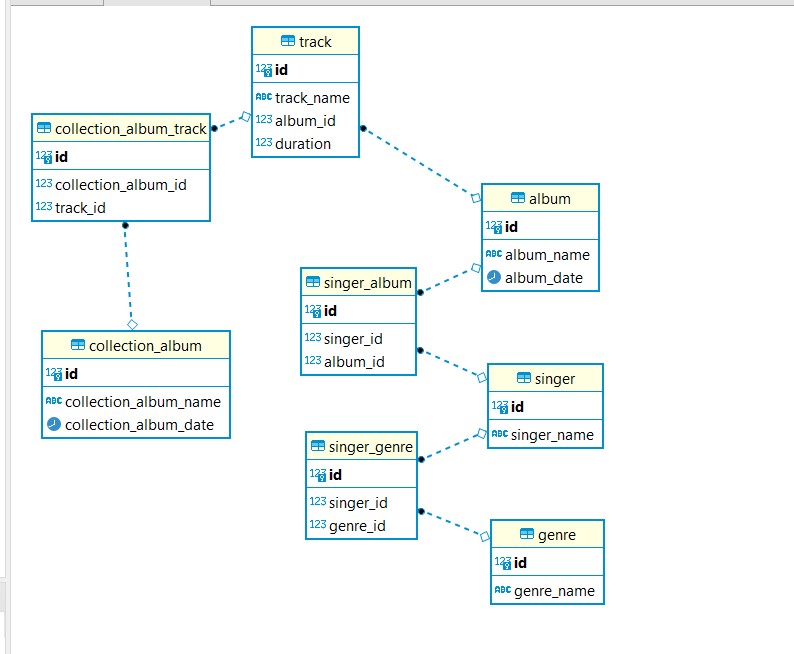 track
123 id
ABC track_name
123 album_id
123 duration
collection_album_track
123 id
123 collection_album_id
123 track_id
album
123 id
ABC album_name
album_date
singer_album
123 id
123 singer_id
123 album_id
collection_album
123 id
ABC collection_album_name
collection_album_date
singer
123 id
ABC singer_name
singer_genre
123 id
123 singer_id
123 genre_id
genre
123 id
ABC genre_name